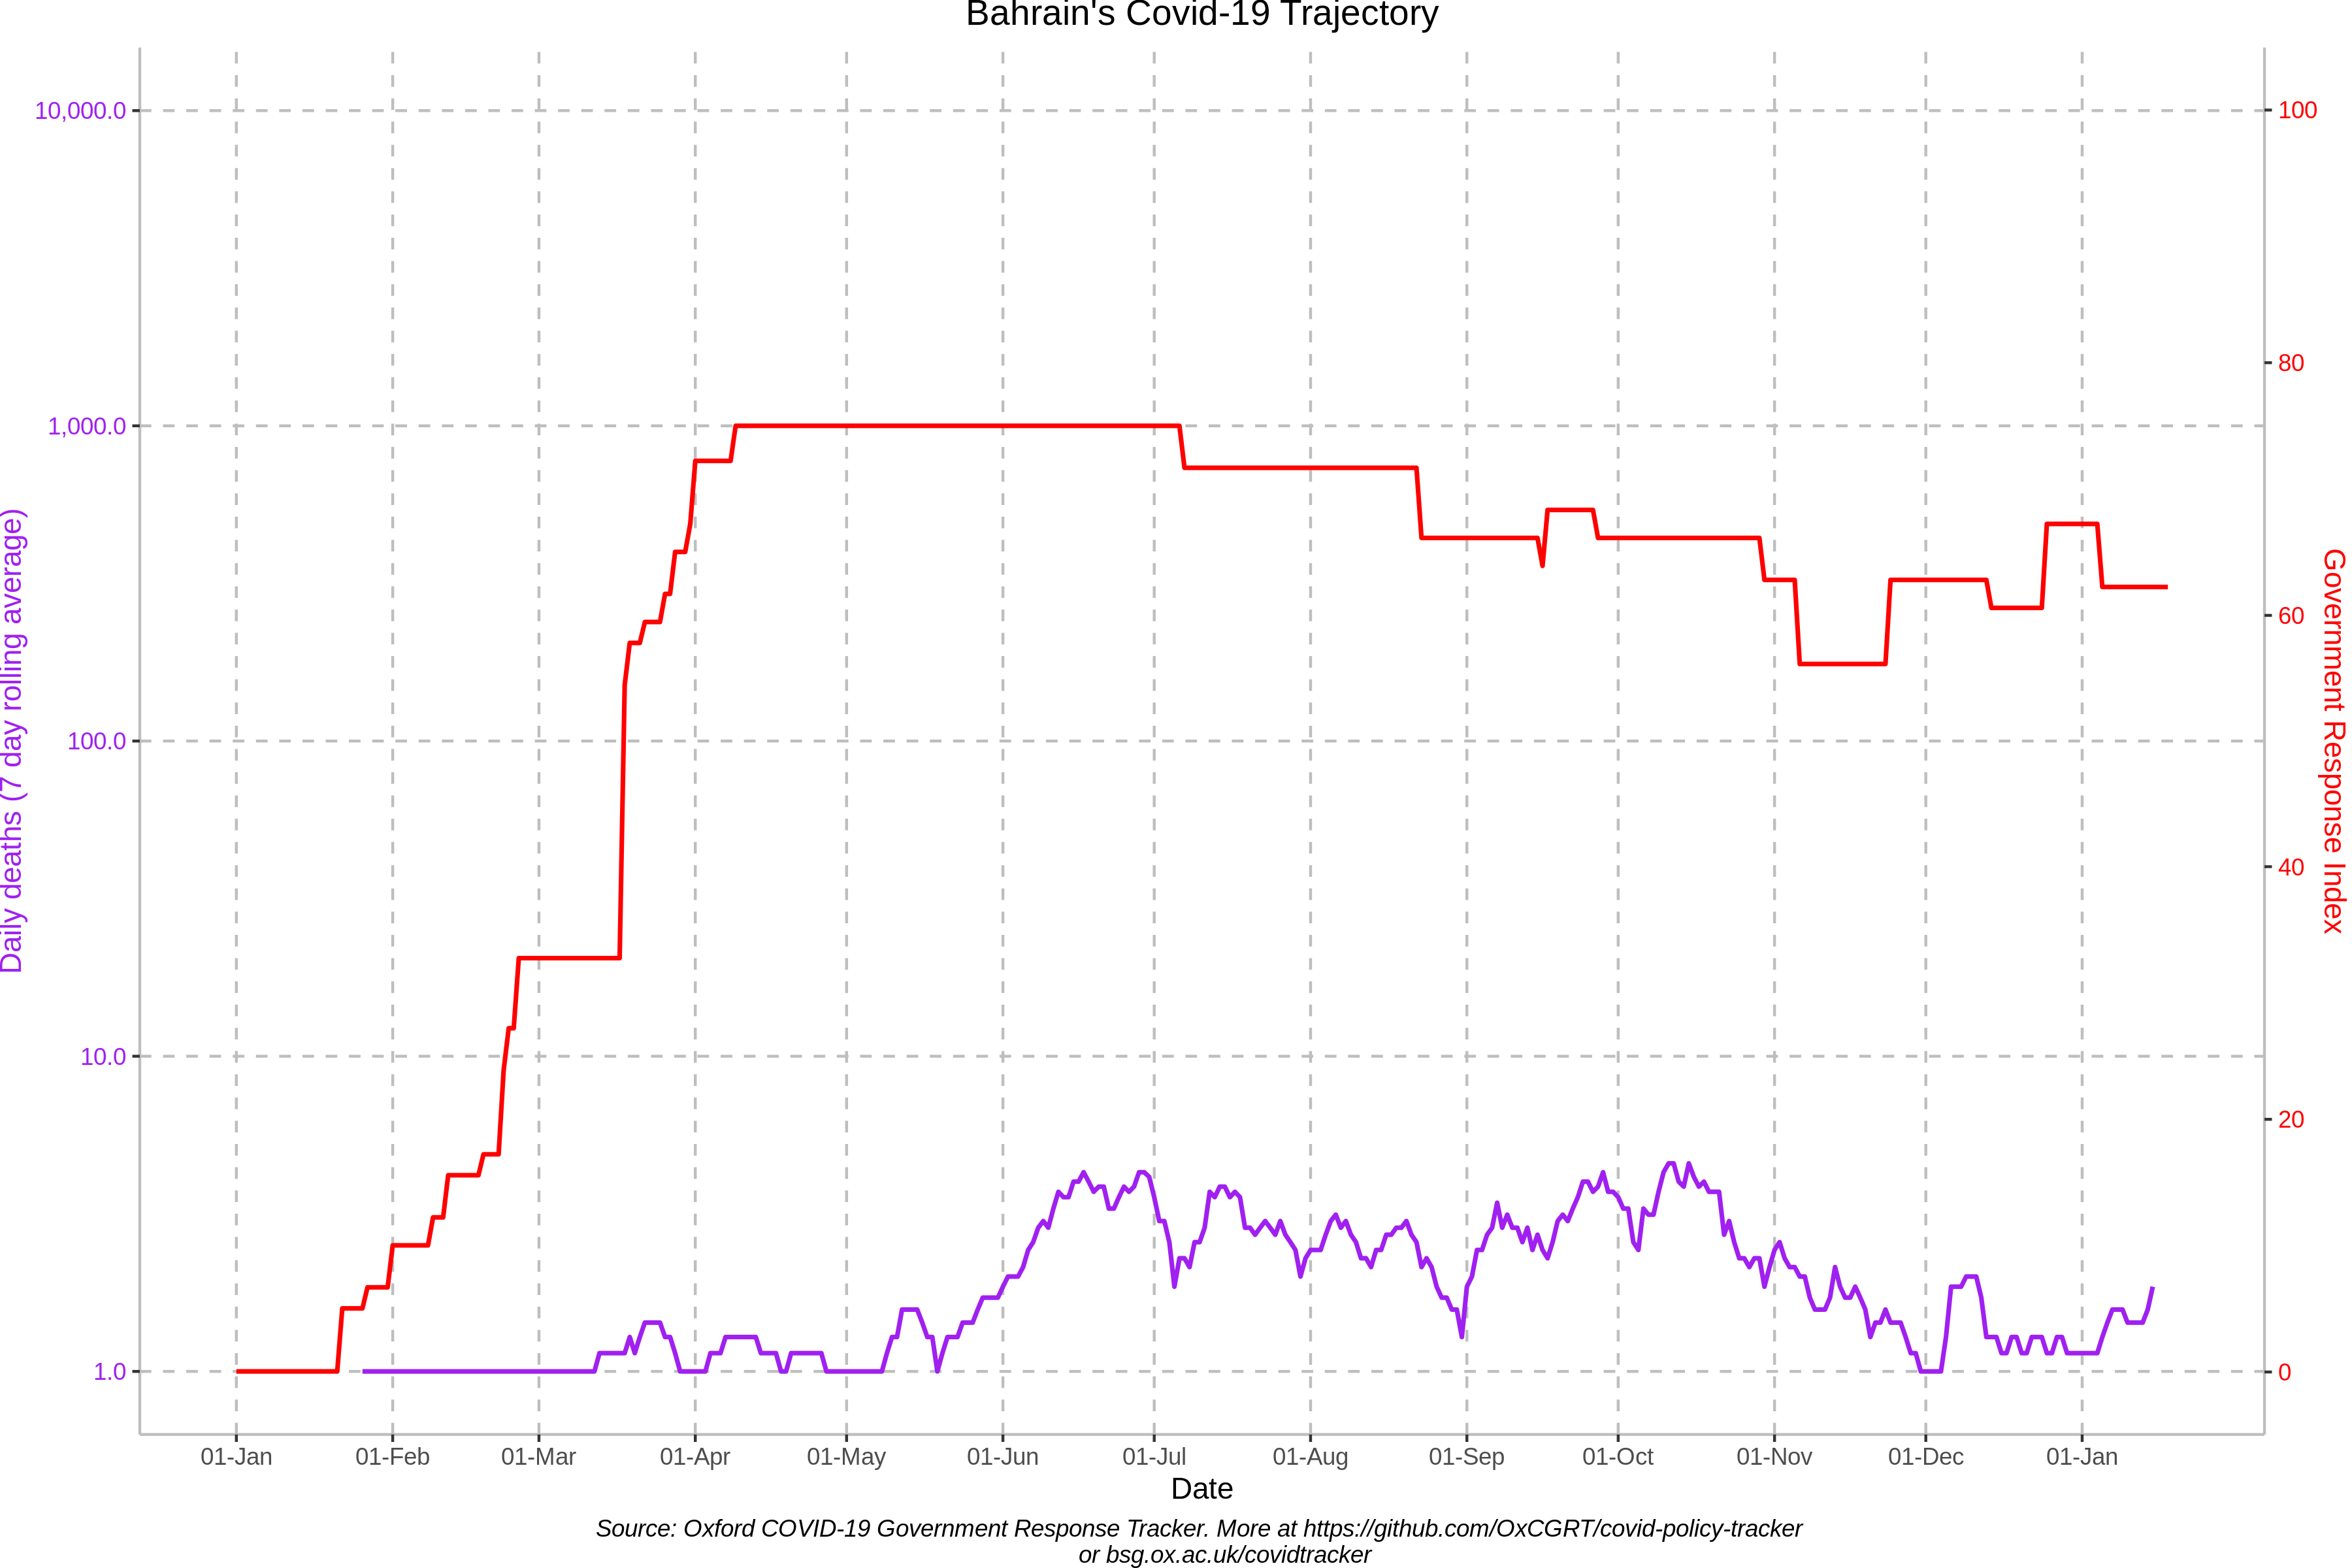 Bahrain's Covid-19 Trajectory
10,000.0
1,000.0
100.0
10.0
1.0
Daily deaths (7 day rolling average)
100
80
60
40
20
0
Government Response Index
01-Jan 01-Feb 01-Mar 01-Apr 01-May 01-Jun 01-Jul 01-Aug 01-Sep 01-Oct 01-Nov 01-Dec 01-Jan
Date
Source: Oxford COVID-19 Government Response Tracker. More at https://github.com/OxCGRT/covid-policy-tracker
or bsg.ox.ac.uk/covidtracker